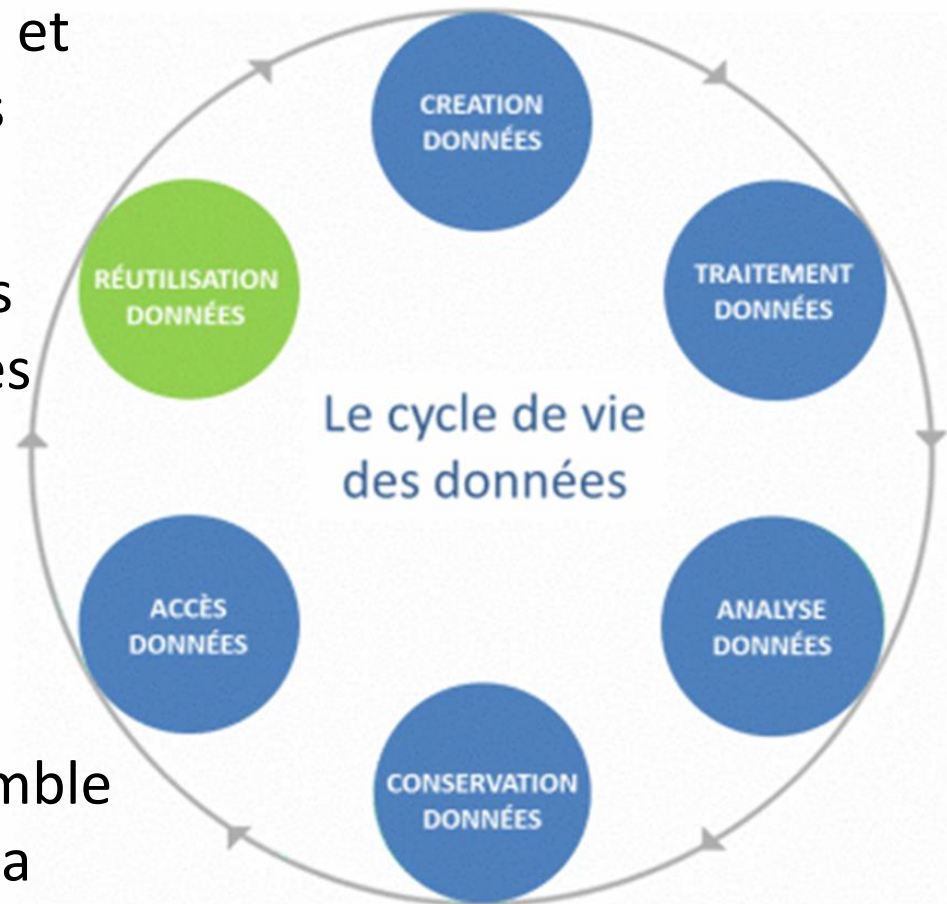 et
s
s
es
mble
a
CREATION
DONNÉES
TRAITEMENT
DONNÉES
ANALYSE
DONNÉES
CONSERVATION
DONNÉES
ACCÈS
DONNÉES
RÉUTILISATION
DONNÉES
Le cycle de vie
des données